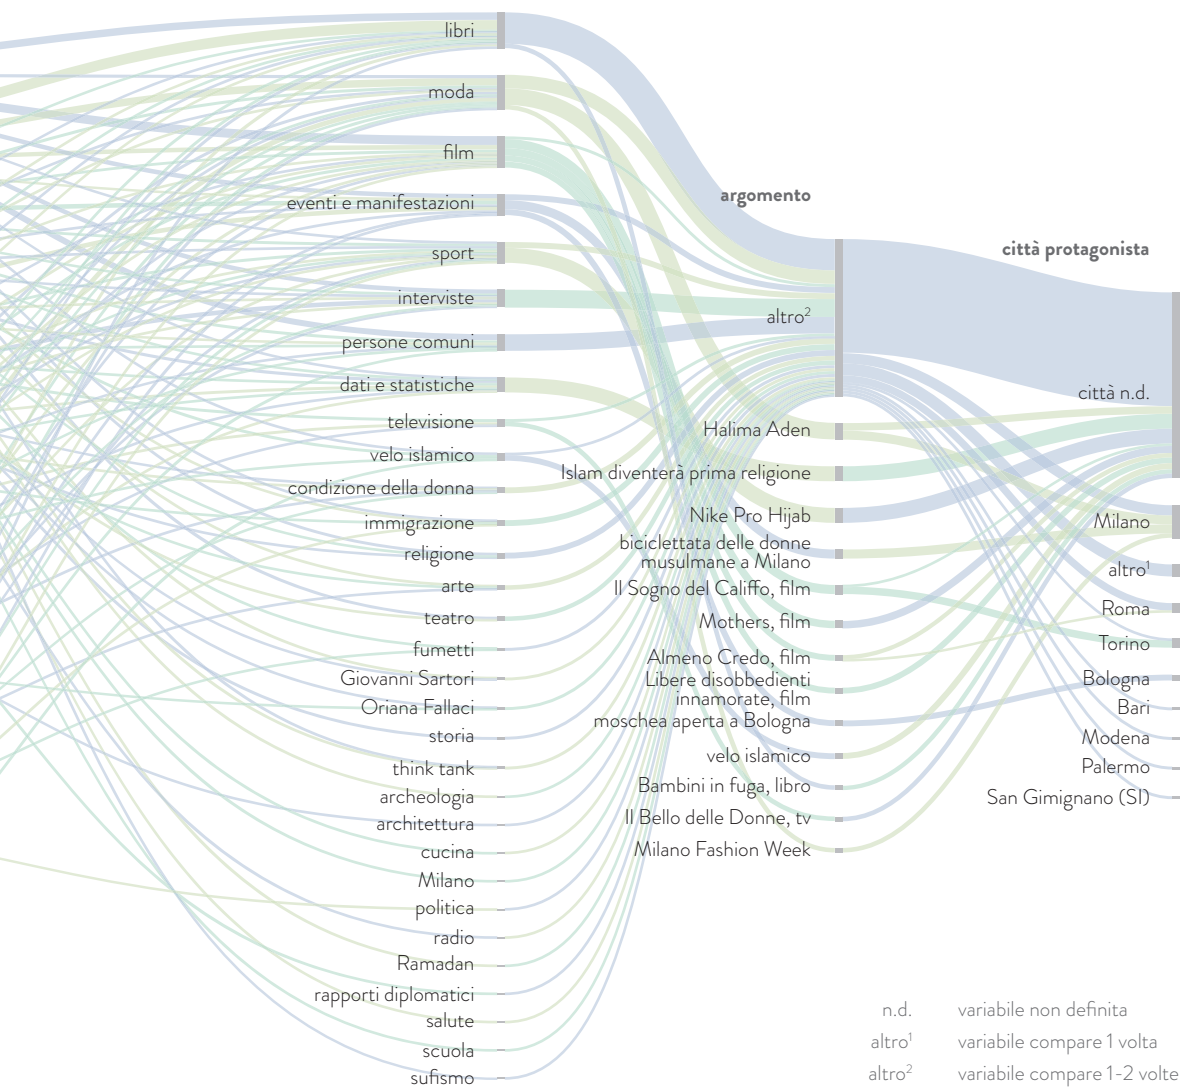 libri
moda
film
eventi e manifestazioni
sport
interviste
persone comuni
dati e statistiche
televisione
velo islamico
condizione della donna
immigrazione
religione
arte
teatro
fumetti
Giovanni Sartori
Oriana Fallaci
storia
think tank
archeologia
architettura
cucina
Milano
politica
radio
Ramadan
rapporti diplomatici
salute
scuola
sufismo
argomento
altro²
Halima Aden
Islam diventerà prima religione
Nike Pro Hijab
biciclettata delle donne
musulmane a Milano
Il Sogno del Califfo, film
Mothers, film
Almeno Credo, film
Libere disobbedienti
innamorate, film
moschea aperta a Bologna
velo islamico
Bambini in fuga, libro
Il Bello delle Donne, tv
Milano Fashion Week
città protagonista
città n.d.
Milano
altro¹
Roma
Torino
Bologna
Bari
Modena
Palermo
San Gimignano (SI)
n.d. variabile non definita
altro¹ variabile compare 1 volta
altro² variabile compare 1-2 volte